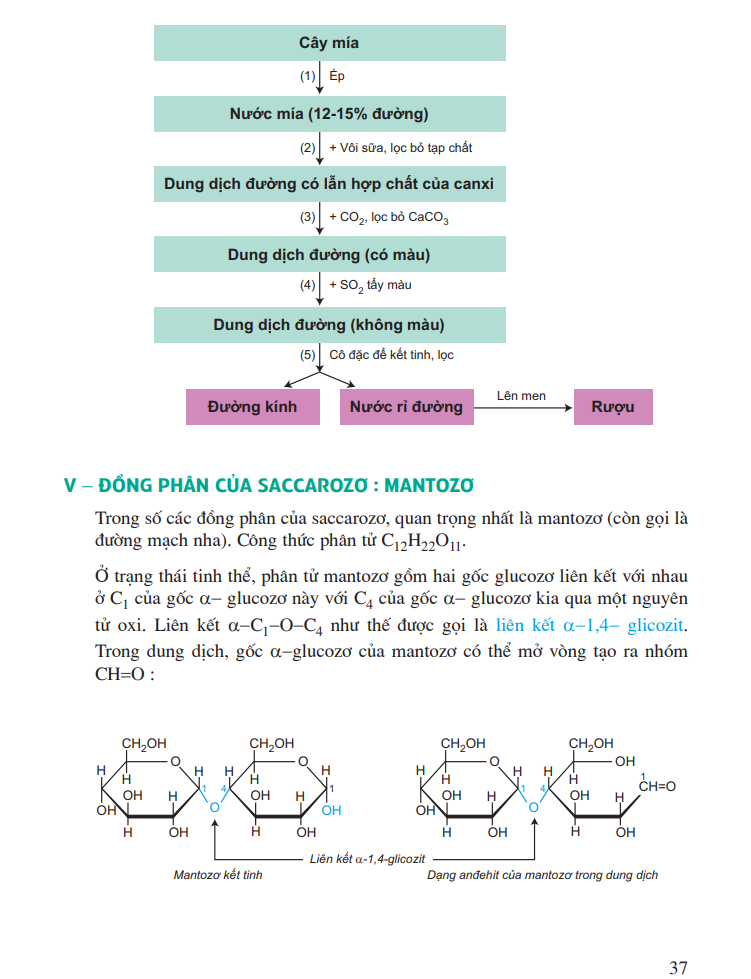 Cây mía
(1) Ép
Nước mía (12-15% đường)
(2) + Vôi sữa, lọc bỏ tạp chất
Dung dịch đường có lẫn hợp chất của canxi
(3) + CO₂, lọc bỏ CaCO₃
Dung dịch đường (có màu)
(4) + SO₂ tẩy màu
Dung dịch đường (không màu)
(5) Cô đặc để kết tinh, lọc
Đường kính
Nước rỉ đường
Lên men
Rượu
V – ĐỒNG PHÂN CỦA SACCAROZƠ : MANTOZƠ
Trong số các đồng phân của saccarozơ, quan trọng nhất là mantozơ (còn gọi là
đường mạch nha). Công thức phân tử C₁₂H₂₂O₁₁.
Ở trạng thái tinh thể, phân tử mantozơ gồm hai gốc glucozơ liên kết với nhau
ở C₁ của gốc α– glucozơ này với C₄ của gốc α– glucozơ kia qua một nguyên
tử oxi. Liên kết α–C₁–O–C₄ như thế được gọi là liên kết α–1,4– glicozit.
Trong dung dịch, gốc α–glucozơ của mantozơ có thể mở vòng tạo ra nhóm
CH=O :
CH₂OH CH₂OH CH₂OH CH₂OH
O O O OH
H H H H H H H 1
H H H H CH=O
1 4 1 1 4
OH H OH H OH H OH H
OH O OH OH O
H OH H OH H OH H OH
Liên kết α-1,4-glicozit
Mantozơ kết tinh
Dạng anđehit của mantozơ trong dung dịch
37